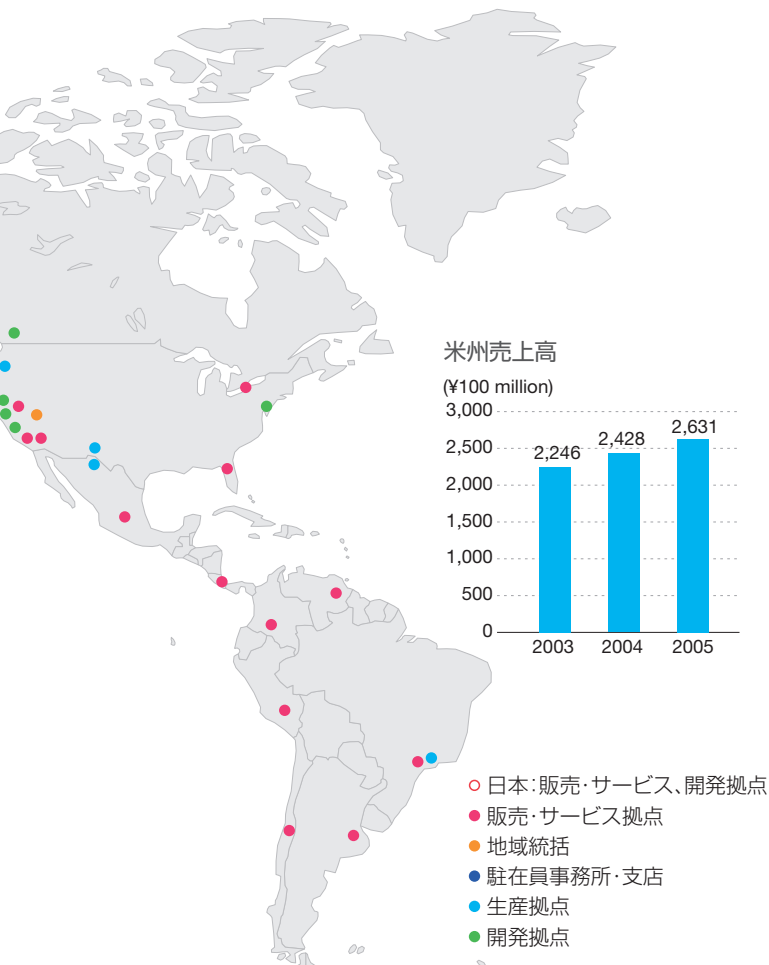 米州売上高
(¥100 million)
3,000
2,500
2,000
1,500
1,000
500
0
2,246
2,428
2,631
2003 2004 2005
日本:販売・サービス、開発拠点
販売・サービス拠点
地域統括
駐在員事務所・支店
生産拠点
開発拠点